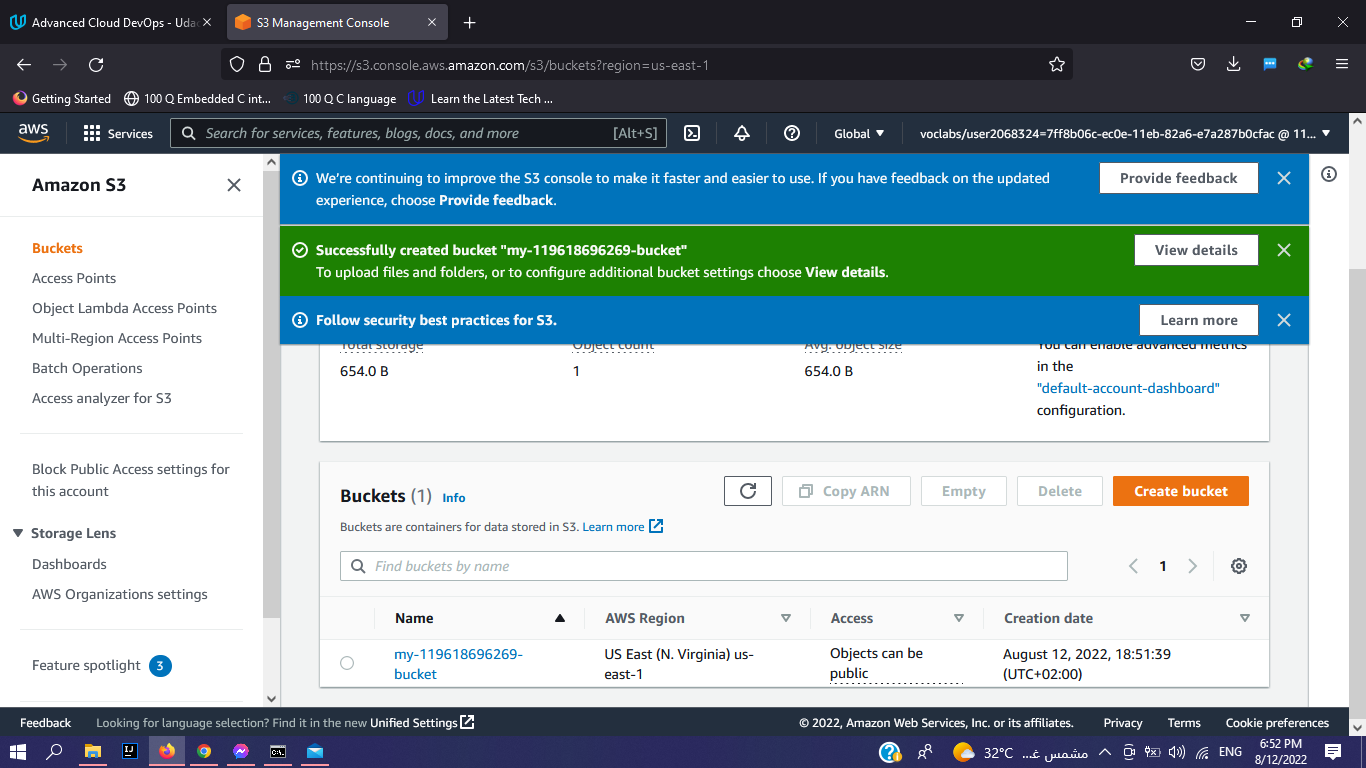 Advanced Cloud DevOps - Udac
S3 Management Console
https://s3.console.aws.amazon.com/s3/buckets?region=us-east-1
Getting Started
100 Q Embedded C int...
100 Q C language
Learn the Latest Tech ...
aws
Services
Search for services, features, blogs, docs, and more
[Alt+S]
Global
voclabs/user2068324=7ff8b06c-ec0e-11eb-82a6-e7a287b0cfac @ 11...
Amazon S3
Buckets
Access Points
Object Lambda Access Points
Multi-Region Access Points
Batch Operations
Access analyzer for S3
Block Public Access settings for
this account
Storage Lens
Dashboards
AWS Organizations settings
Feature spotlight 3
We're continuing to improve the S3 console to make it faster and easier to use. If you have feedback on the updated
experience, choose Provide feedback.
Provide feedback
Successfully created bucket "my-119618696269-bucket"
To upload files and folders, or to configure additional bucket settings choose View details.
View details
Follow security best practices for S3.
Learn more
Total storage
654.0 B
Object count
1
Avg. object size
654.0 B
You can enable advanced metrics
in the
"default-account-dashboard"
configuration.
Buckets (1) Info
Copy ARN
Empty
Delete
Create bucket
Buckets are containers for data stored in S3. Learn more
Find buckets by name
1
Name
AWS Region
Access
Creation date
my-119618696269-
bucket
US East (N. Virginia) us-
east-1
Objects can be
public
August 12, 2022, 18:51:39
(UTC+02:00)
Feedback
Looking for language selection? Find it in the new Unified Settings
© 2022, Amazon Web Services, Inc. or its affiliates.
Privacy
Terms
Cookie preferences
32°C مشمس غـ...
ENG
6:52 PM
8/12/2022